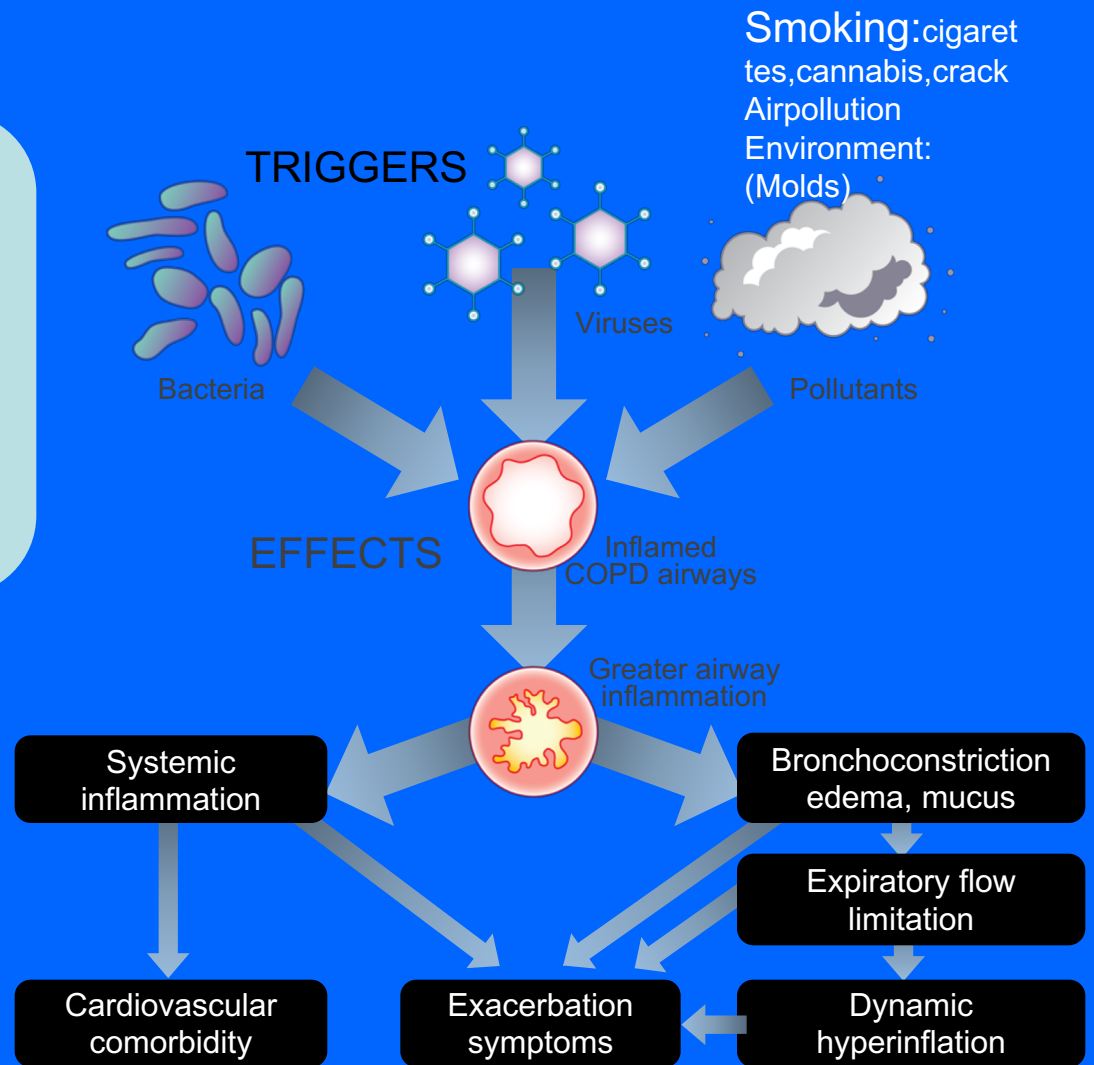 Smoking:cigaret
tes,cannabis,crack
Airpollution
Environment:
(Molds)
TRIGGERS
Viruses
Bacteria
Pollutants
EFFECTS
Inflamed
COPD airways
Greater airway
inflammation
Systemic
inflammation
Bronchoconstriction
edema, mucus
Expiratory flow
limitation
Cardiovascular
comorbidity
Exacerbation
symptoms
Dynamic
hyperinflation